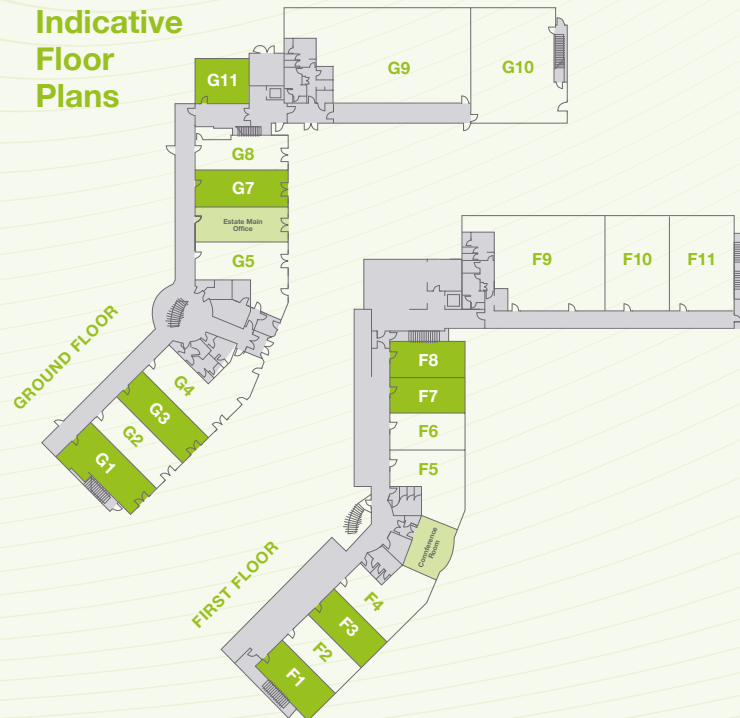 Indicative
Floor
Plans
G11
G9
G10
G8
G7
Estate Main
Office
G5
GROUND FLOOR
G4
G3
G2
G1
F9
F10
F11
F8
F7
F6
F5
Connference
Room
FIRST FLOOR
F4
F3
F2
F1